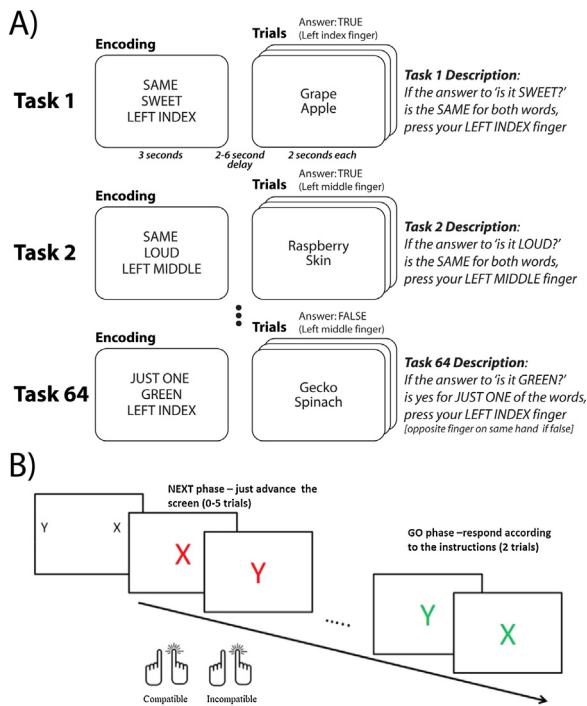 A)
Encoding
Trials
Answer: TRUE
(Left index finger)
Task 1
SAME
SWEET
LEFT INDEX
Grape
Apple
Task 1 Description:
If the answer to ‘is it SWEET?’
is the SAME for both words,
press your LEFT INDEX finger
3 seconds
2-6 second
delay
2 seconds each
Encoding
Trials
Answer: TRUE
(Left middle finger)
Task 2
SAME
LOUD
LEFT MIDDLE
Raspberry
Skin
Task 2 Description:
If the answer to ‘is it LOUD?’
is the SAME for both words,
press your LEFT MIDDLE finger
Encoding
Trials
Answer: FALSE
(Left middle finger)
Task 64
JUST ONE
GREEN
LEFT INDEX
Gecko
Spinach
Task 64 Description:
If the answer to ‘is it GREEN?’
is yes for JUST ONE of the words,
press your LEFT INDEX finger
[opposite finger on same hand if false]
B)
NEXT phase – just advance the
screen (0-5 trials)
Y X
X
Y
GO phase –respond according
to the instructions (2 trials)
.....
Y
X
Compatible
Incompatible